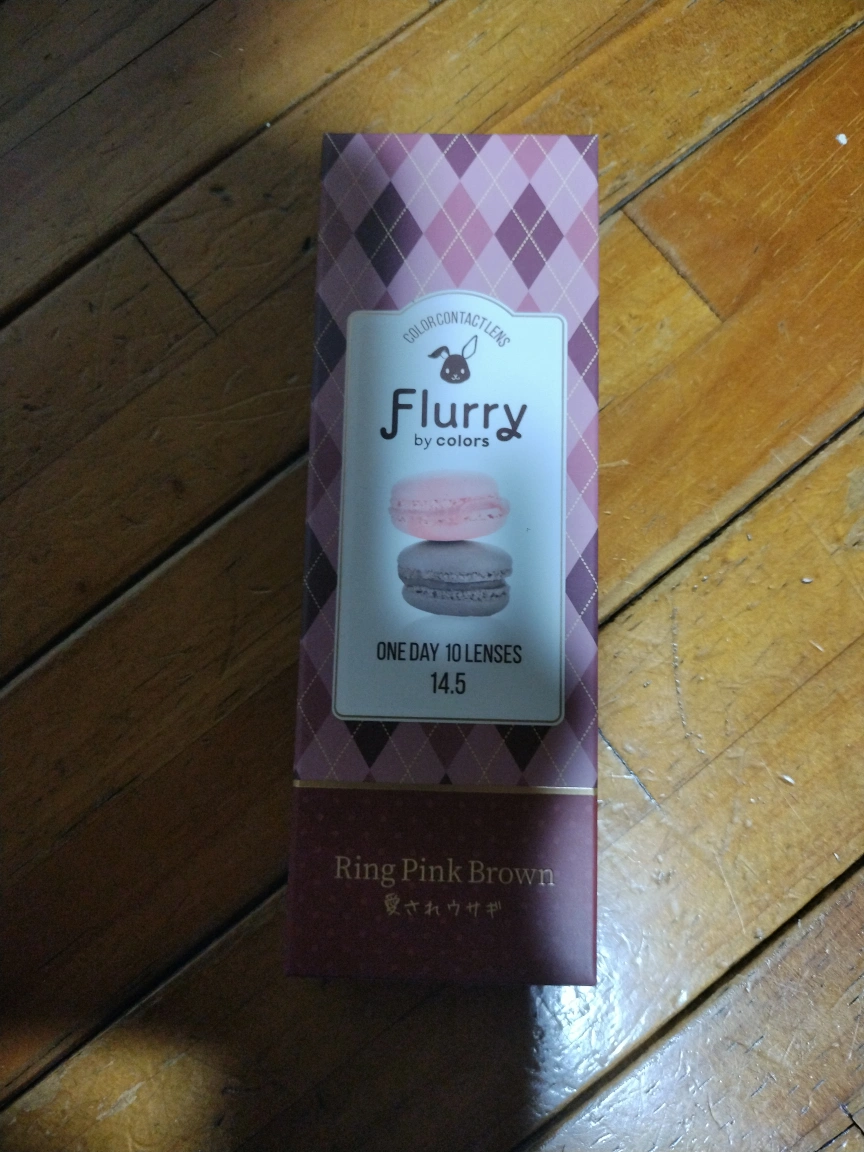 COLOR CONTACT LENS
Flurry
by colors
ONE DAY 10 LENSES
14.5
Ring Pink Brown
愛されウサギ